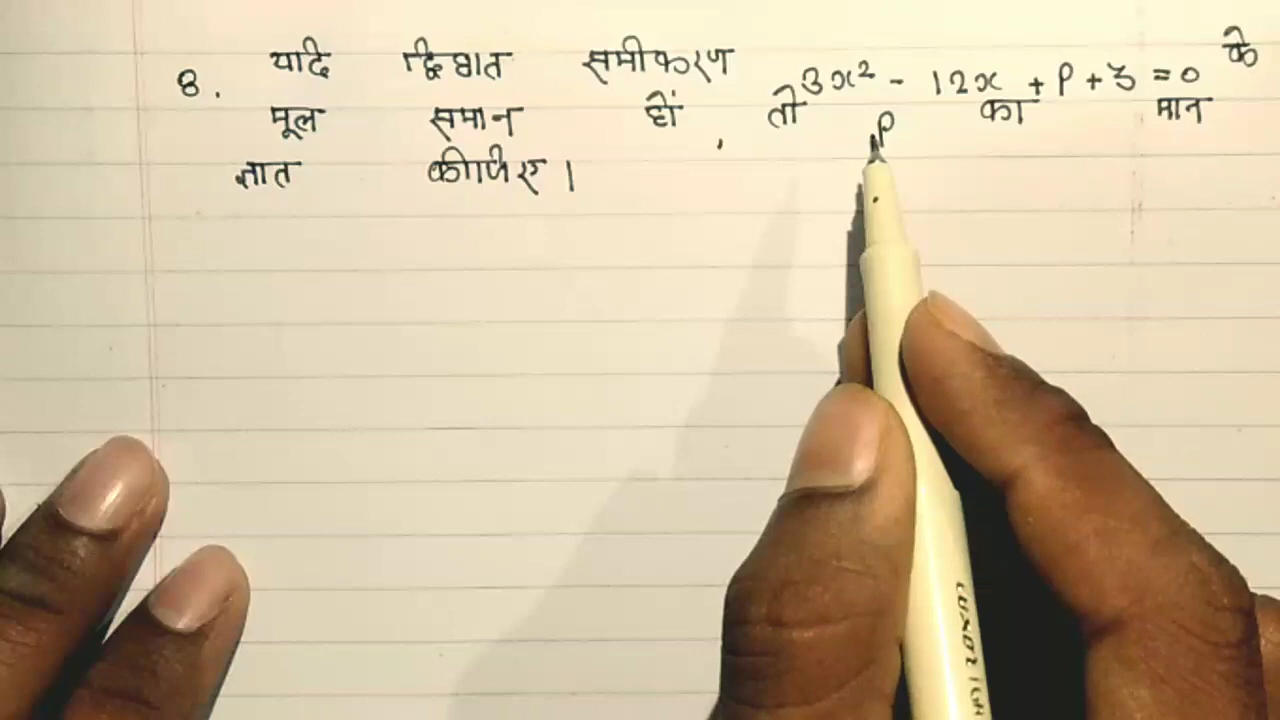 8. यदि द्विघात समीकरण 3x² - 12x + P + 3 = 0 के
मूल समान हों , तो P का मान
ज्ञात कीजिए ।